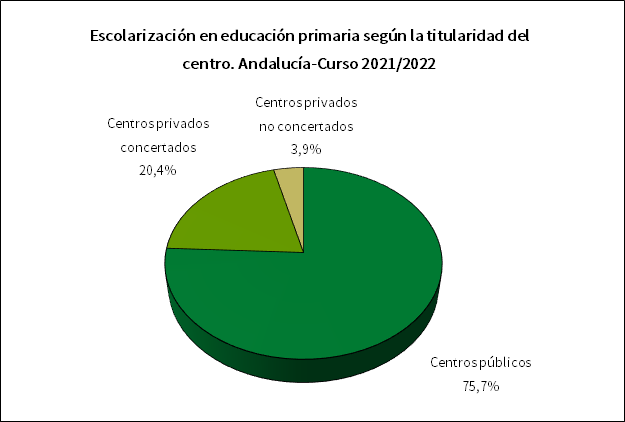 Escolarización en educación primaria según la titularidad del
centro. Andalucía-Curso 2021/2022
Centros privados
no concertados
3,9%
Centros privados
concertados
20,4%
Centros públicos
75,7%